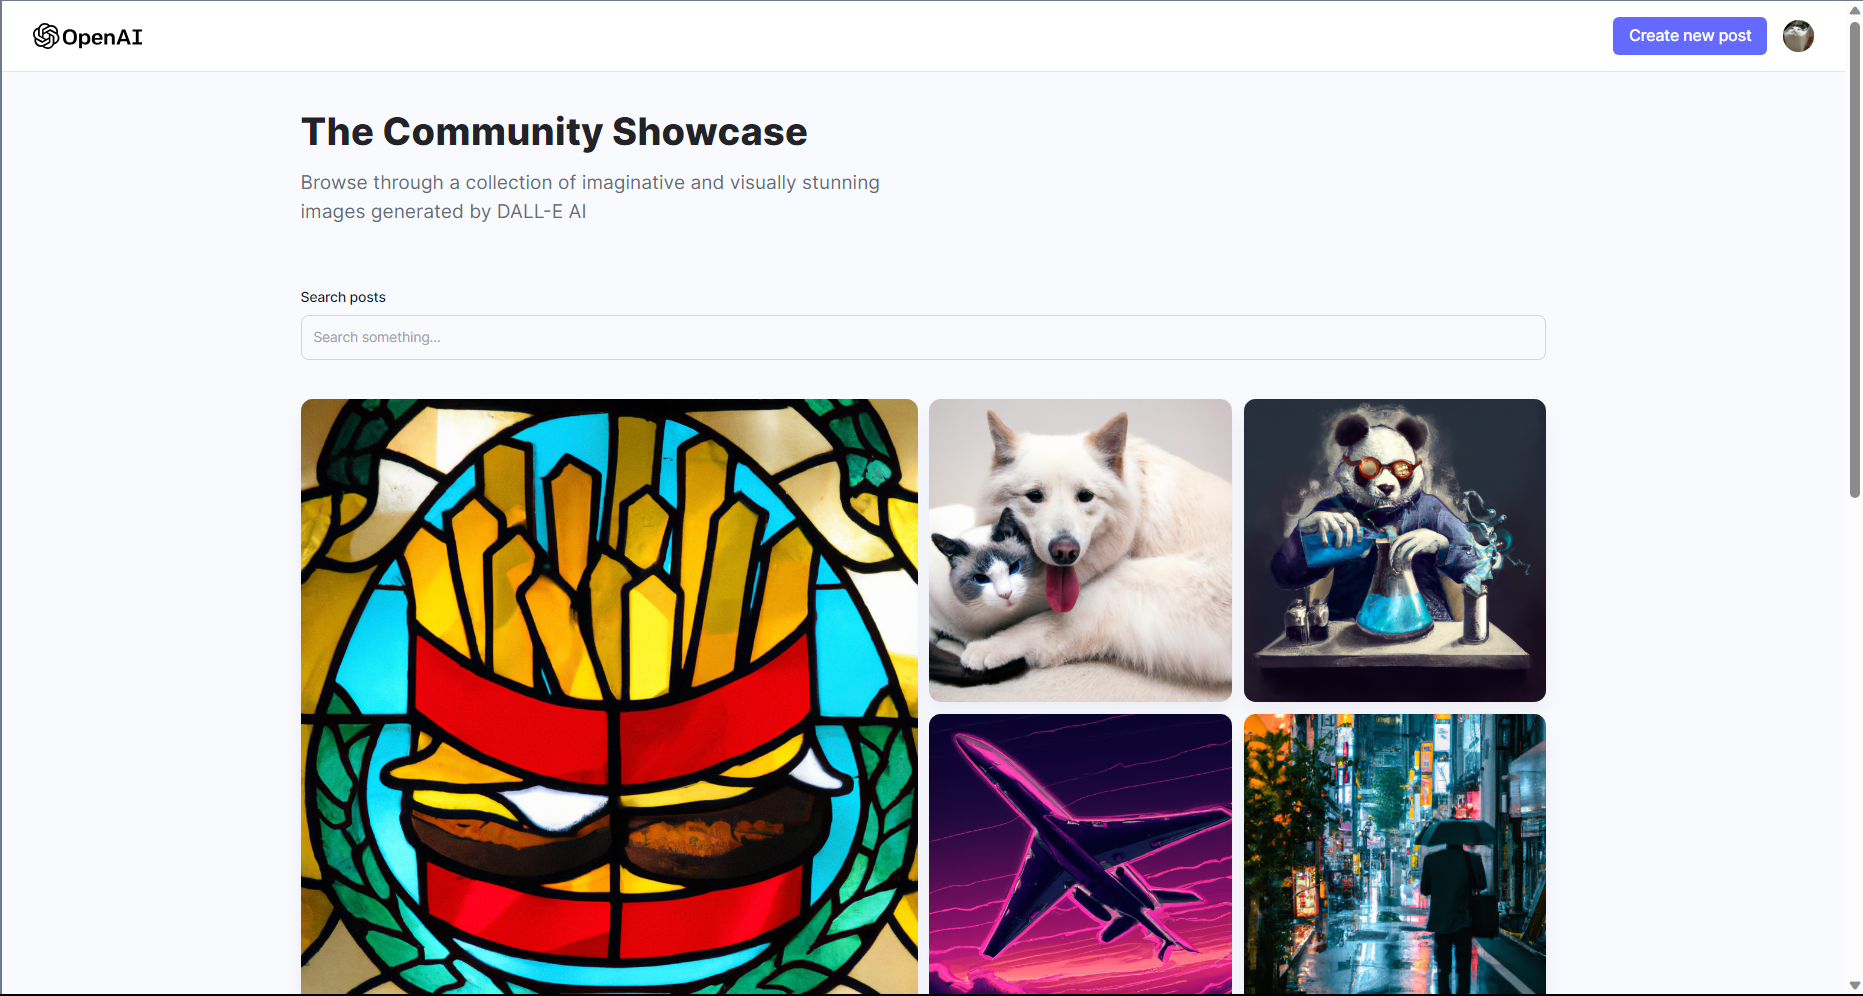 OpenAI
Create new post
The Community Showcase
Browse through a collection of imaginative and visually stunning
images generated by DALL-E AI
Search posts
Search something...